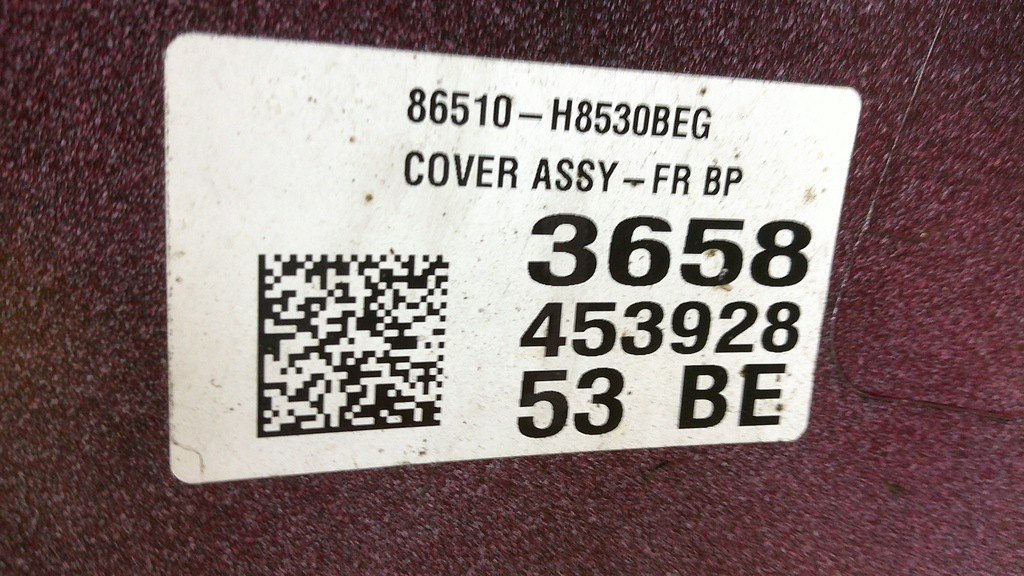 86510-H8530BEG
COVER ASSY-FR BP
3658
453928
53 BE